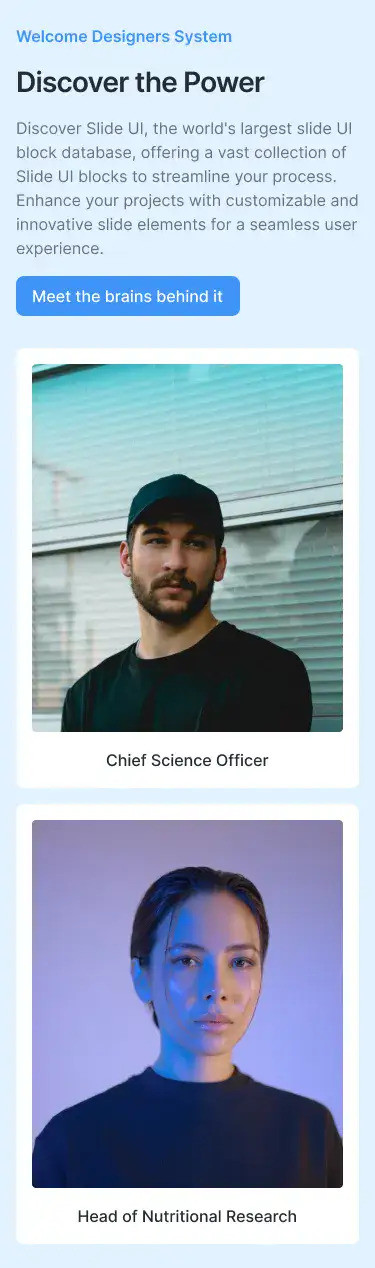 Welcome Designers System
Discover the Power
Discover Slide UI, the world's largest slide UI
block database, offering a vast collection of
Slide UI blocks to streamline your process.
Enhance your projects with customizable and
innovative slide elements for a seamless user
experience.
Meet the brains behind it
Chief Science Officer
Head of Nutritional Research